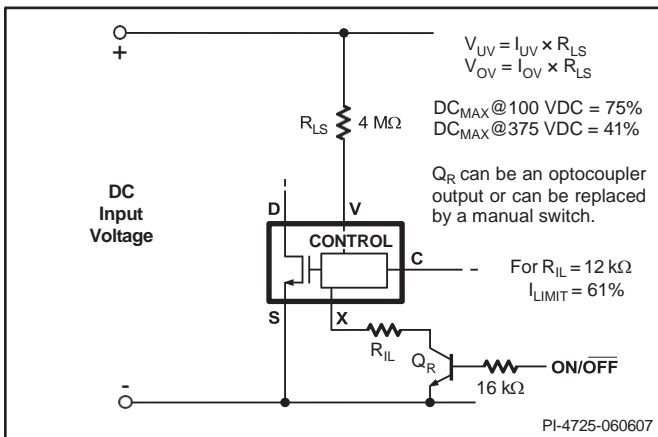 +
V_UV = I_UV × R_LS
V_OV = I_OV × R_LS
R_LS 4 MΩ
DC_MAX@100 VDC = 75%
DC_MAX@375 VDC = 41%
Q_R can be an optocoupler
output or can be replaced
by a manual switch.
DC
Input
Voltage
D
V
CONTROL
C
For R_IL = 12 kΩ
I_LIMIT = 61%
S
X
R_IL
Q_R
16 kΩ
ON/O̅F̅F̅
-
PI-4725-060607